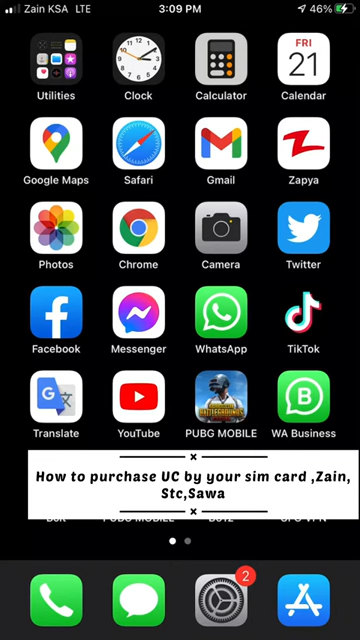 Zain KSA LTE 3:09 PM 46%
FRI
21
Utilities Clock Calculator Calendar
Google Maps Safari Gmail Zapya
Photos Chrome Camera Twitter
Facebook Messenger WhatsApp TikTok
Translate YouTube PUBG MOBILE WA Business
How to purchase UC by your sim card ,Zain,
Stc,Sawa
2